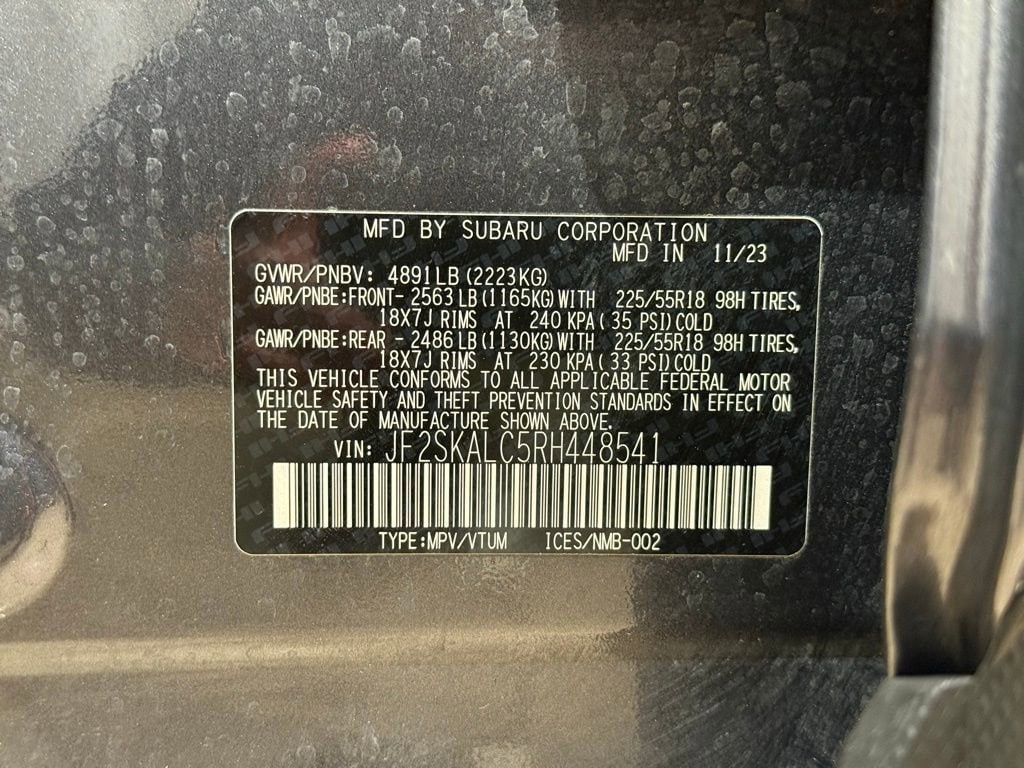 MFD BY SUBARU CORPORATION
MFD IN 11/23
GVWR/PNBV: 4891LB (2223KG)
GAWR/PNBE:FRONT- 2563 LB (1165KG) WITH 225/55R18 98H TIRES,
18X7J RIMS AT 240 KPA ( 35 PSI) COLD
GAWR/PNBE:REAR - 2486 LB (1130KG) WITH 225/55R18 98H TIRES,
18X7J RIMS AT 230 KPA ( 33 PSI) COLD
THIS VEHICLE CONFORMS TO ALL APPLICABLE FEDERAL MOTOR
VEHICLE SAFETY AND THEFT PREVENTION STANDARDS IN EFFECT ON
THE DATE OF MANUFACTURE SHOWN ABOVE.
VIN: JF2SKALC5RH448541
TYPE:MPV/VTUM ICES/NMB-002